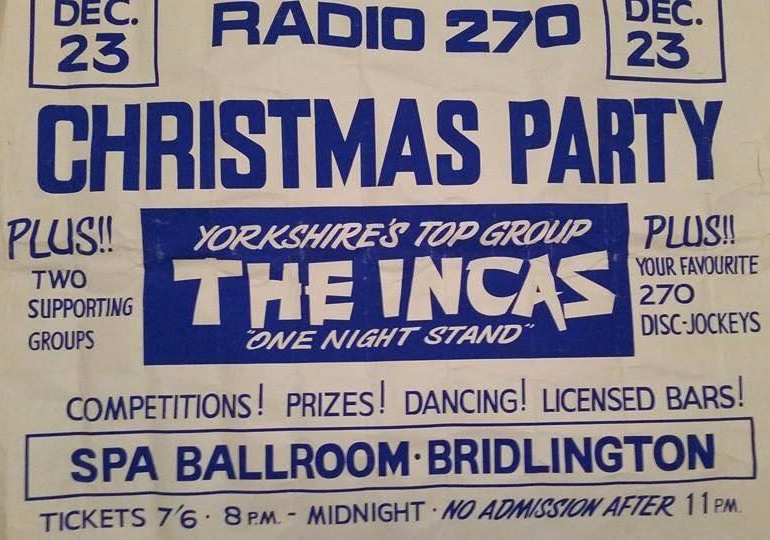 DEC. 23
RADIO 270
DEC. 23
CHRISTMAS PARTY
PLUS!!
TWO
SUPPORTING
GROUPS
YORKSHIRE'S TOP GROUP
THE INCAS
"ONE NIGHT STAND"
PLUS!!
YOUR FAVOURITE
270
DISC-JOCKEYS
COMPETITIONS! PRIZES! DANCING! LICENSED BARS!
SPA BALLROOM·BRIDLINGTON
TICKETS 7'6 · 8 P.M. - MIDNIGHT · NO ADMISSION AFTER 11 P.M.